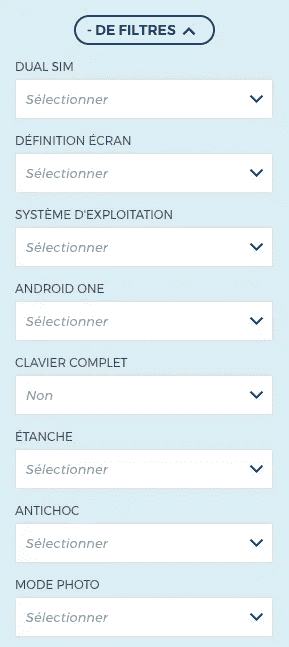 - DE FILTRES
DUAL SIM
Sélectionner
DÉFINITION ÉCRAN
Sélectionner
SYSTÈME D'EXPLOITATION
Sélectionner
ANDROID ONE
Sélectionner
CLAVIER COMPLET
Non
ÉTANCHE
Sélectionner
ANTICHOC
Sélectionner
MODE PHOTO
Sélectionner